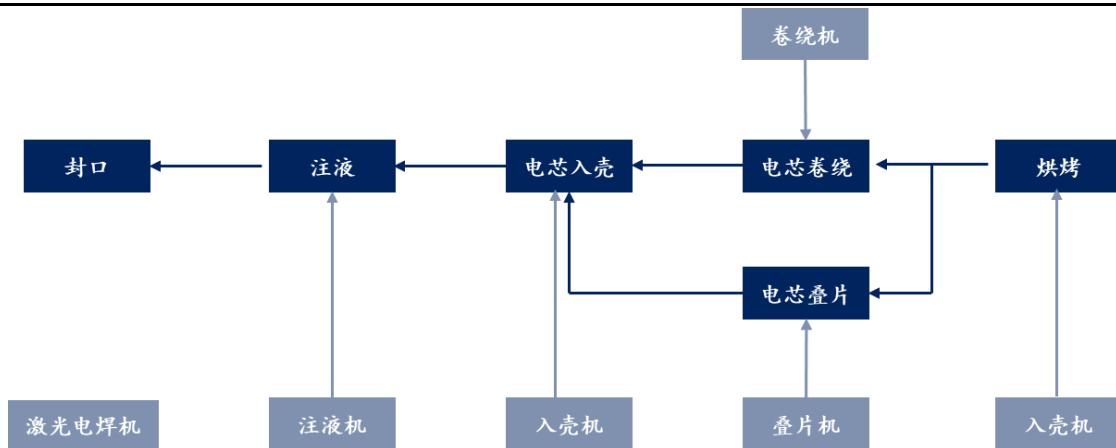 卷绕机
封口
注液
电芯入壳
电芯卷绕
烘烤
电芯叠片
激光电焊机
注液机
入壳机
叠片机
入壳机